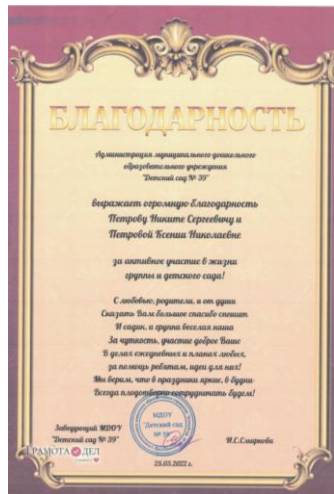 БЛАГОДАРНОСТЬ
Администрация муниципального дошкольного
образовательного учреждения
"Детский сад № 39"
выражает огромную благодарность
Петрову Никите Сергеевичу и
Петровой Ксении Николаевне
за активное участие в жизни
группы и детского сада!
С любовью, родители, и от души
Сказать Вам большое спасибо спешит
И садик, и группа веселая наша
За чуткость, участие доброе Ваше
В делах ежедневных и планах любых,
за помощь ребятам, идеи для них!
Мы верим, что в праздники яркие, в будни
Всегда плодотворно сотрудничать будем!
МДОУ
"Детский сад
№ 39"
Заведующий МДОУ
"Детский сад № 39"
И.С.Смирнова
ГРАМОТА ДЕЛ
25.05.2022 г.